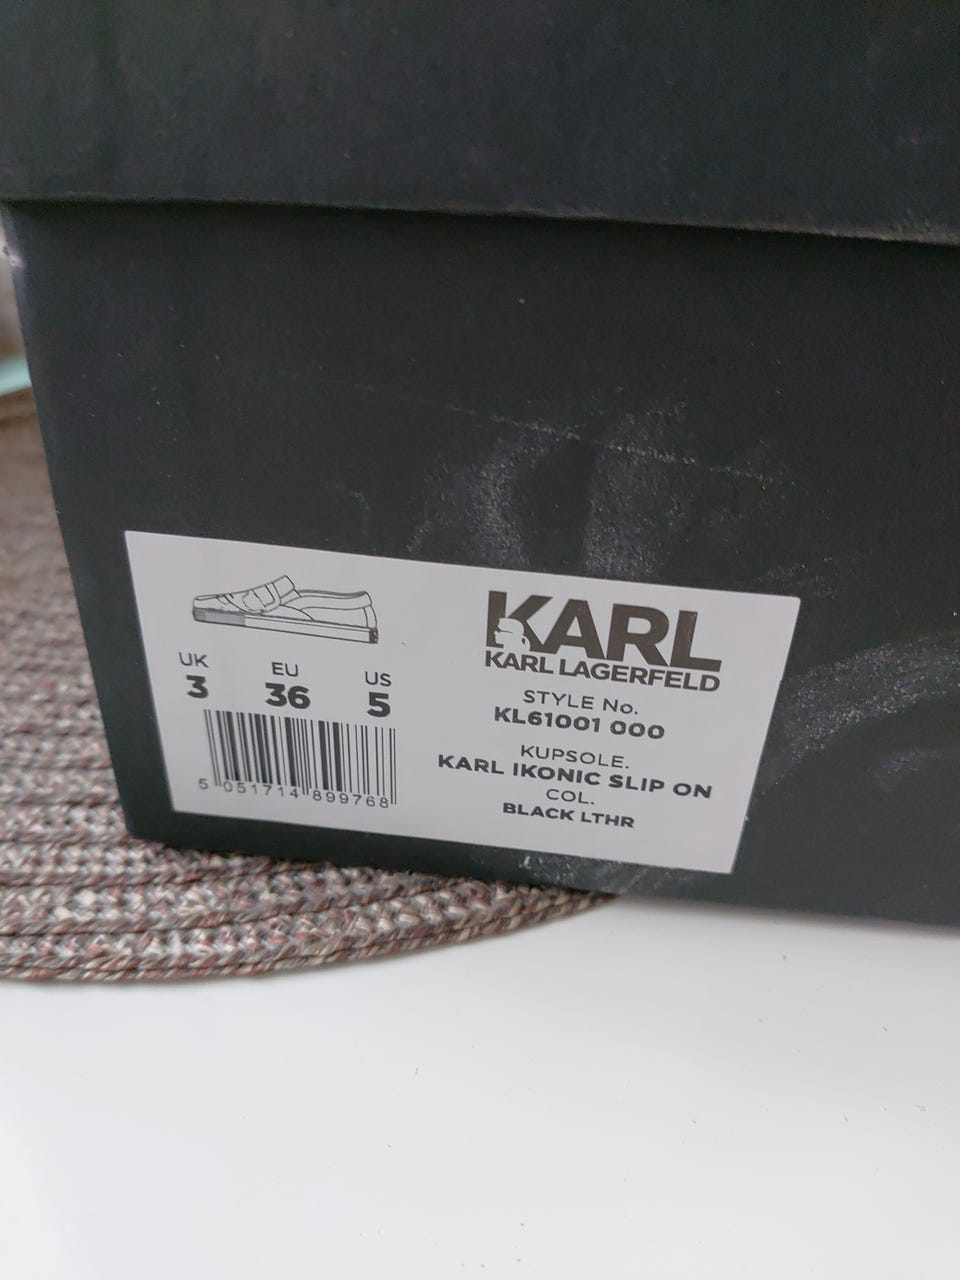 UK
3
EU
36
US
5
5 051714 899768
KARL
KARL LAGERFELD
STYLE No.
KL61001 000
KUPSOLE.
KARL IKONIC SLIP ON
COL.
BLACK LTHR